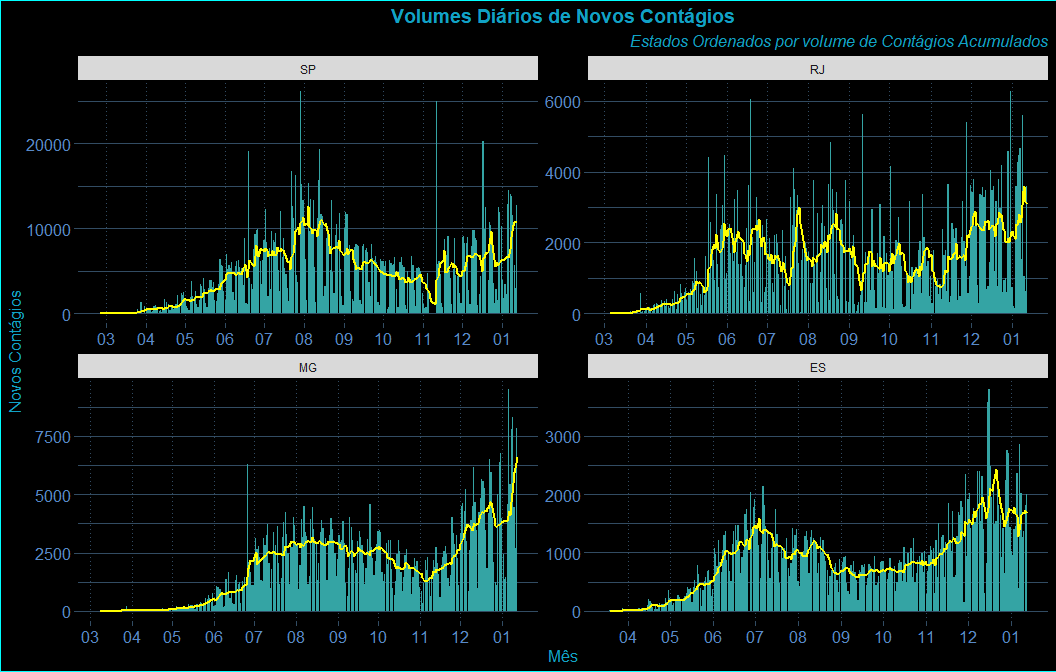 Volumes Diários de Novos Contágios
Estados Ordenados por volume de Contágios Acumulados
Novos Contágios
SP
20000
10000
0
03 04 05 06 07 08 09 10 11 12 01
RJ
6000
4000
2000
0
03 04 05 06 07 08 09 10 11 12 01
MG
7500
5000
2500
0
03 04 05 06 07 08 09 10 11 12 01
ES
3000
2000
1000
0
04 05 06 07 08 09 10 11 12 01
Mês